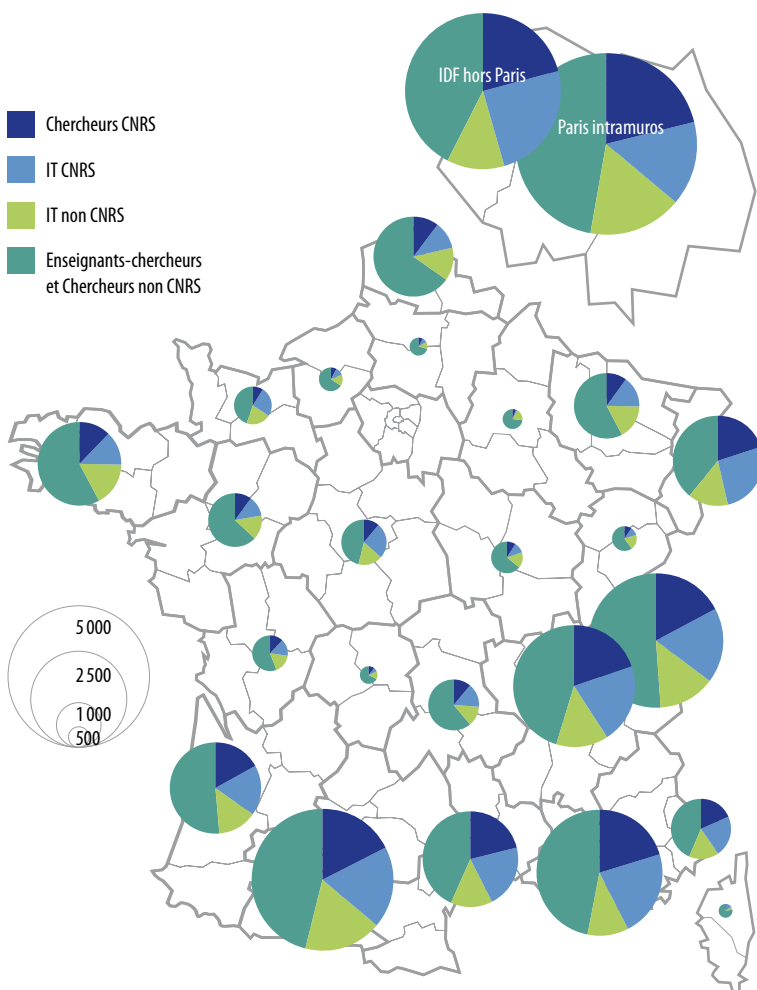 IDF hors Paris
Paris intramuros
Chercheurs CNRS
IT CNRS
IT non CNRS
Enseignants-chercheurs
et Chercheurs non CNRS
5 000
2 500
1 000
500